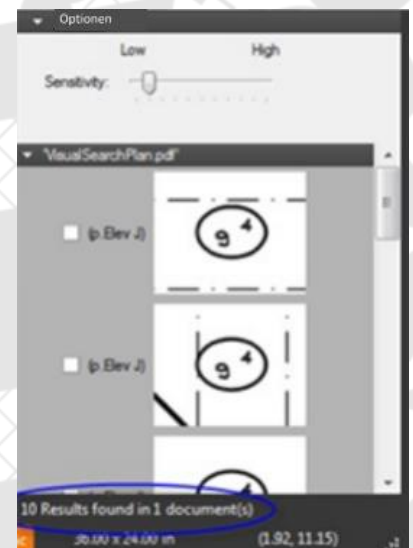 Optionen
Low High
Sensitivity:
"VisualSearchPlan.pdf"
(p.Elev J)
9 4
(p.Elev J)
9 4
10 Results found in 1 document(s)
36.00 x 24.00 in (1.92, 11.15)